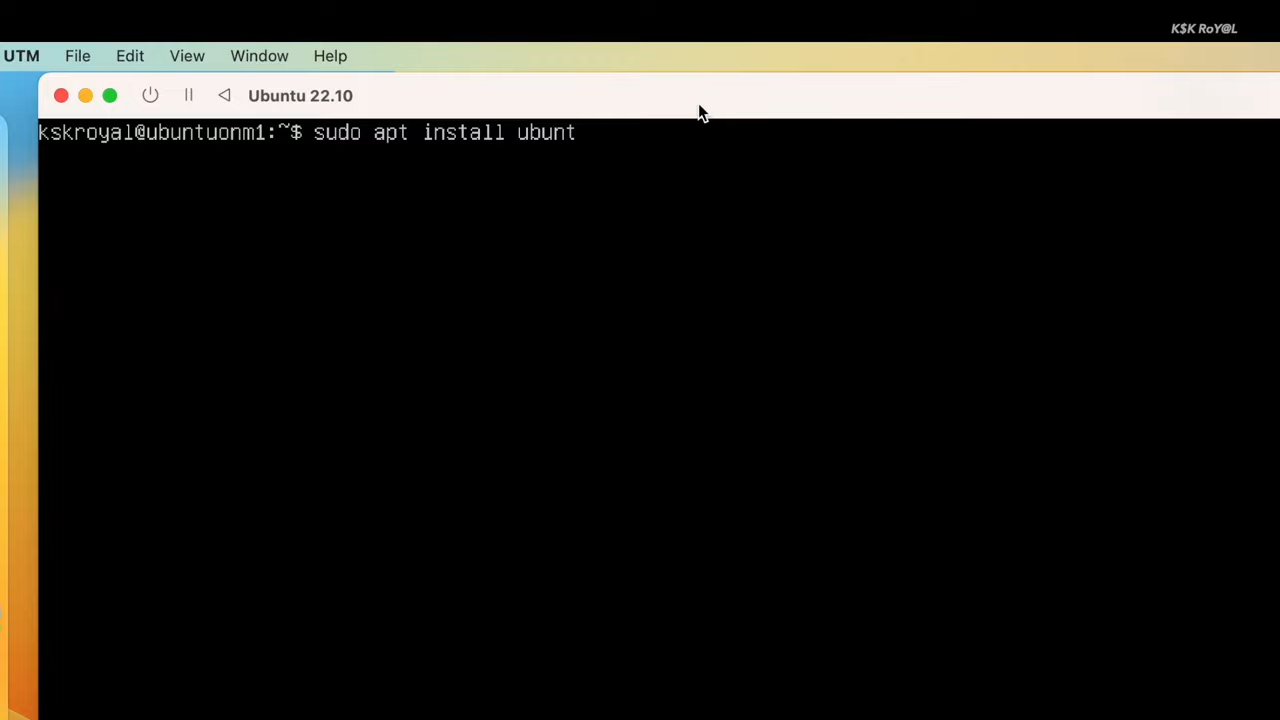 K$K RoY@L
UTM File Edit View Window Help
Ubuntu 22.10
kskroyal@ubuntuonm1:~$ sudo apt install ubunt